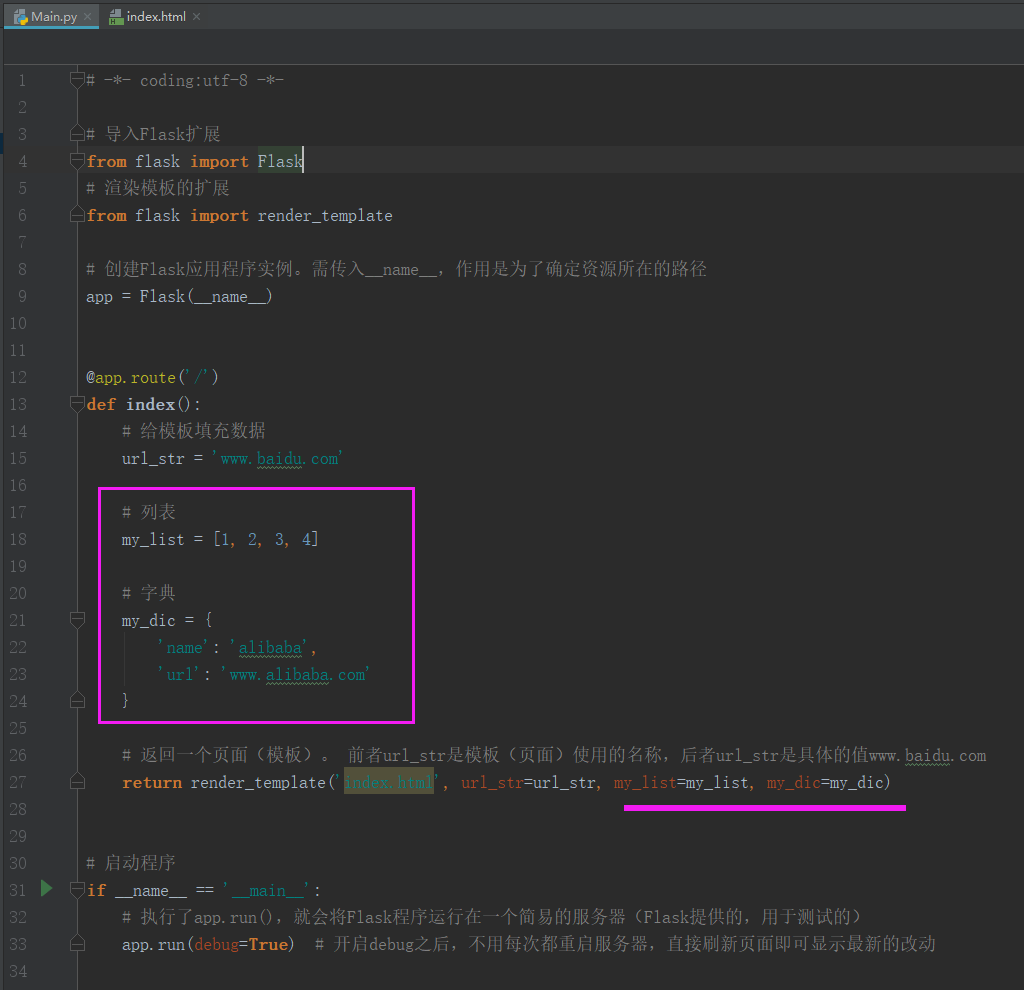 Main.py index.html
1 # -*- coding:utf-8 -*-
2
3 # 导入Flask扩展
4 from flask import Flask
5 # 渲染模板的扩展
6 from flask import render_template
7
8 # 创建Flask应用程序实例。需传入__name__，作用是为了确定资源所在的路径
9 app = Flask(__name__)
10
11
12 @app.route('/')
13 def index():
14 # 给模板填充数据
15 url_str = 'www.baidu.com'
16
17 # 列表
18 my_list = [1, 2, 3, 4]
19
20 # 字典
21 my_dic = {
22 'name': 'alibaba',
23 'url': 'www.alibaba.com'
24 }
25
26 # 返回一个页面（模板）。 前者url_str是模板（页面）使用的名称，后者url_str是具体的值www.baidu.com
27 return render_template('index.html', url_str=url_str, my_list=my_list, my_dic=my_dic)
28
29
30 # 启动程序
31 if __name__ == '__main__':
32 # 执行了app.run()，就会将Flask程序运行在一个简易的服务器（Flask提供的，用于测试的）
33 app.run(debug=True) # 开启debug之后，不用每次都重启服务器，直接刷新页面即可显示最新的改动
34